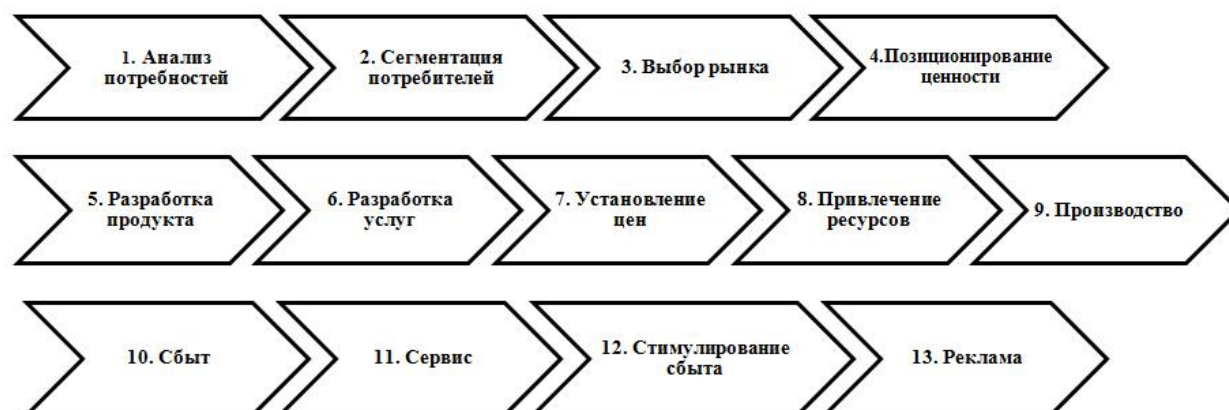 1. Анализ
потребностей
2. Сегментация
потребителей
3. Выбор рынка
4.Позиционирование
ценности
5. Разработка
продукта
6. Разработка
услуг
7. Установление
цен
8. Привлечение
ресурсов
9. Производство
10. Сбыт
11. Сервис
12. Стимулирование
сбыта
13. Реклама